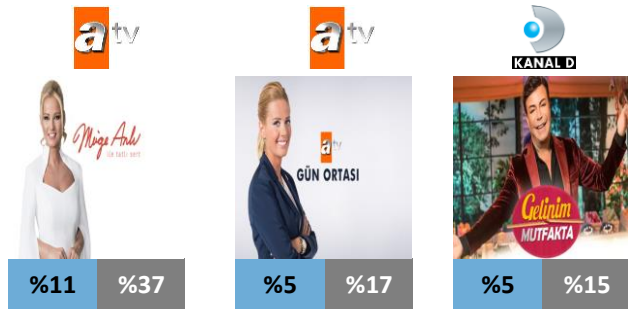 atv
atv
KANAL D
Müge Anlı
ile tatlı sert
atv
GÜN ORTASI
Gelinim
MUTFAKTA
%11
%37
%5
%17
%5
%15